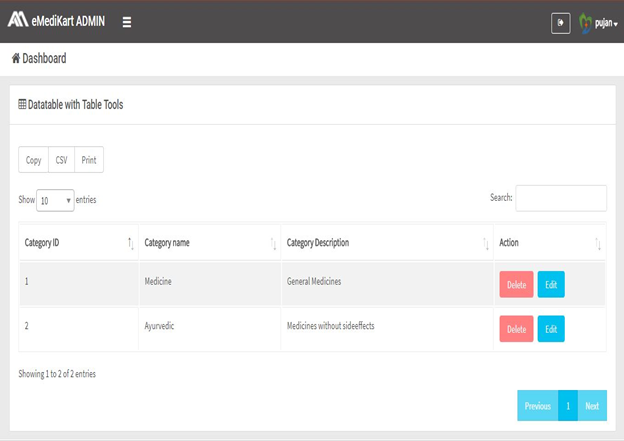 eMediKart ADMIN
pujan
Dashboard
Datatable with Table Tools
Copy CSV Print
Show 10 entries Search:
Category ID Category name Category Description Action
1 Medicine General Medicines Delete Edit
2 Ayurvedic Medicines without sideeffects Delete Edit
Showing 1 to 2 of 2 entries
Previous 1 Next